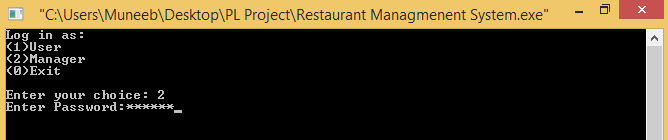 "C:\Users\Muneeb\Desktop\PL Project\Restaurant Managmenent System.exe"
Log in as:
(1)User
(2)Manager
(0)Exit
Enter your choice: 2
Enter Password:******_